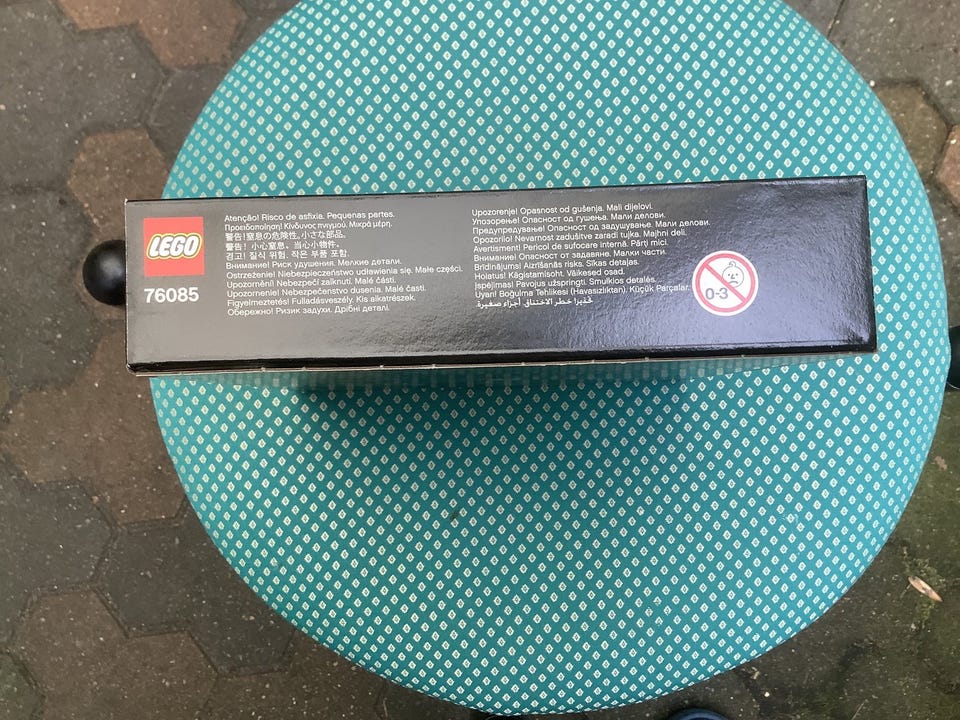 LEGO
76085
Atenção! Risco de asfixia. Pequenas partes.
Προειδοποίηση! Κίνδυνος πνιγμού. Μικρά μέρη.
警告！窒息の危険性。小さな部品。
警告！ 小心窒息。当心小物件。
경고! 질식 위험. 작은 부품 포함.
Внимание! Риск удушения. Мелкие детали.
Ostrzeżenie! Niebezpieczeństwo udławienia się. Małe części.
Upozornění! Nebezpečí zalknutí. Malé části.
Upozornenie! Nebezpečenstvo dusenia. Malé časti.
Figyelmeztetés! Fulladásveszély. Kis alkatrészek.
Обережно! Ризик задухи. Дрібні деталі.
Upozorenje! Opasnost od gušenja. Mali dijelovi.
Упозорење! Опасност од гушења. Мали делови.
Предупредување! Опасност од задушување. Мали делови.
Opozorilo! Nevarnost zadušitve zaradi tujka. Majhni deli.
Avertisment! Pericol de sufocare internă. Părți mici.
Внимание! Опасност от задавяне. Малки части.
Brīdinājums! Aizrīšanās risks. Sīkas detaļas.
Hoiatus! Kägistamisoht. Väikesed osad.
Įspėjimas! Pavojus užspringti. Smulkios detalės.
Uyarı! Boğulma Tehlikesi (Havasızlıktan). Küçük Parçalar.
تحذير! خطر الاختناق. أجزاء صغيرة
0-3